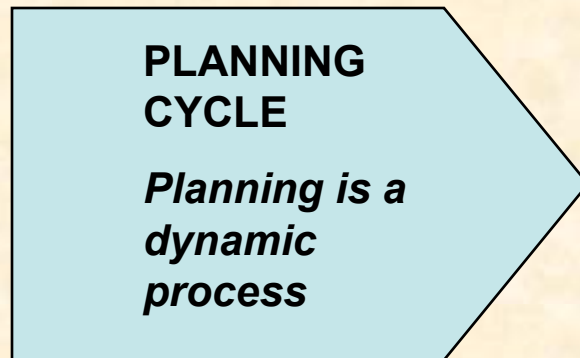 PLANNING
CYCLE
Planning is a
dynamic
process